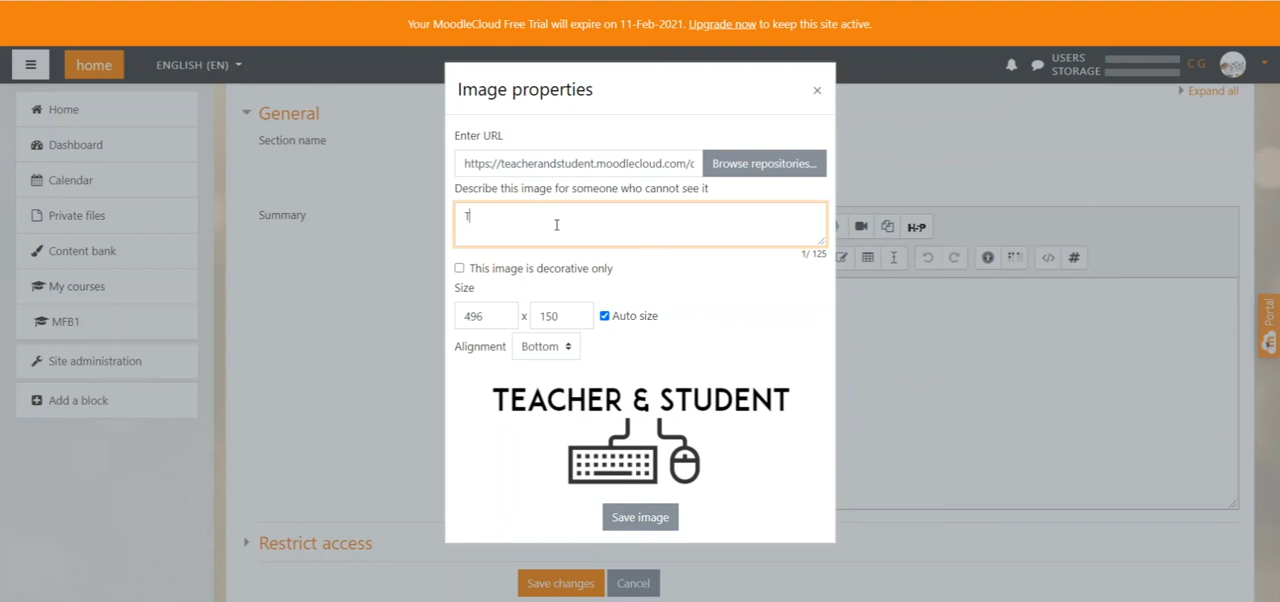 Your MoodleCloud Free Trial will expire on 11-Feb-2021. Upgrade now to keep this site active.
home
ENGLISH (EN)
USERS
STORAGE
C G
Home
Dashboard
Calendar
Private files
Content bank
My courses
MFB1
Site administration
Add a block
Expand all
General
Section name
Summary
H-P
Image properties
×
Enter URL
https://teacherandstudent.moodlecloud.com/c
Browse repositories...
Describe this image for someone who cannot see it
T
1/ 125
This image is decorative only
Size
496 x 150
Auto size
Alignment
Bottom
TEACHER & STUDENT
Save image
Portal
Restrict access
Save changes
Cancel